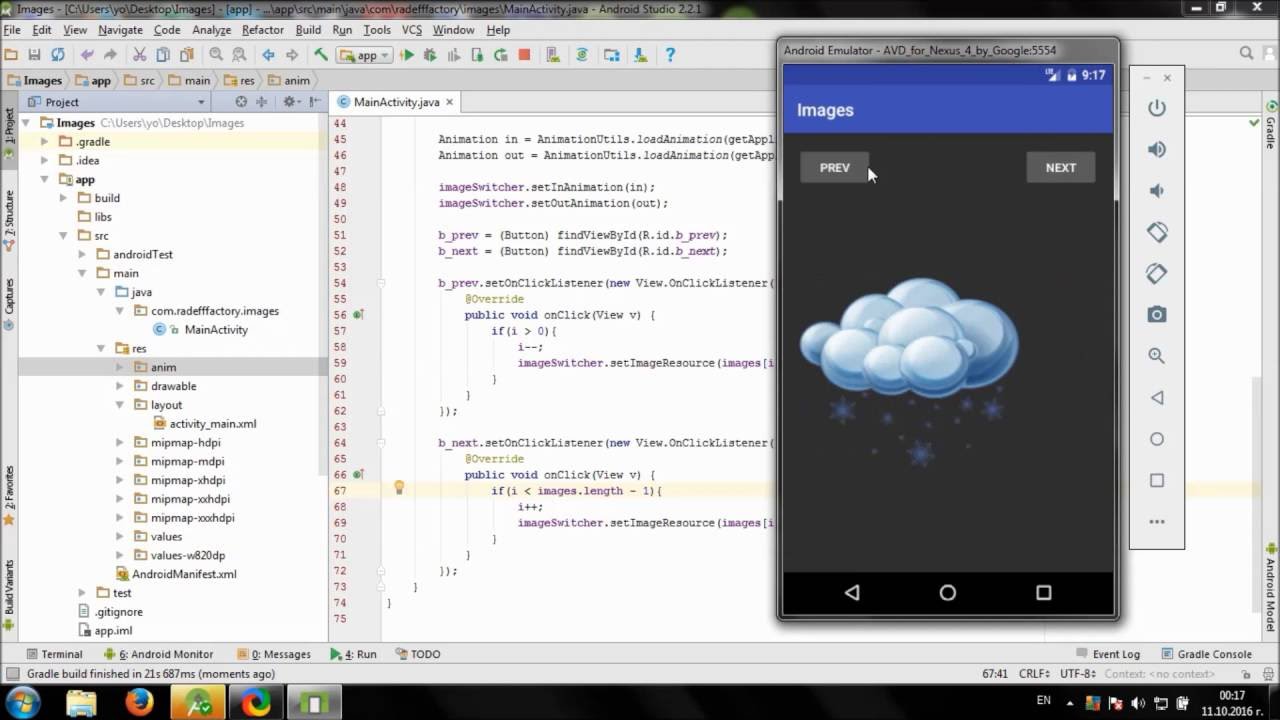 Images - [C:\Users\yo\Desktop\Images] - [app] - ...\app\src\main\java\com\radefffactory\images\MainActivity.java - Android Studio 2.2.1
File Edit View Navigate Code Analyze Refactor Build Run Tools VCS Window Help
app
Images app src main res anim
Project
MainActivity.java
1: Project
7: Structure
Captures
2: Favorites
Build Variants
Images C:\Users\yo\Desktop\Images
.gradle
.idea
app
build
libs
src
androidTest
main
java
com.radefffactory.images
MainActivity
res
anim
drawable
layout
activity_main.xml
mipmap-hdpi
mipmap-mdpi
mipmap-xhdpi
mipmap-xxhdpi
mipmap-xxxhdpi
values
values-w820dp
AndroidManifest.xml
test
.gitignore
app.iml
44
45 Animation in = AnimationUtils.loadAnimation(getAppl
46 Animation out = AnimationUtils.loadAnimation(getApp
47
48 imageSwitcher.setInAnimation(in);
49 imageSwitcher.setOutAnimation(out);
50
51 b_prev = (Button) findViewById(R.id.b_prev);
52 b_next = (Button) findViewById(R.id.b_next);
53
54 b_prev.setOnClickListener(new View.OnClickListener(
55 @Override
56 public void onClick(View v) {
57 if(i > 0){
58 i--;
59 imageSwitcher.setImageResource(images[i
60 }
61 }
62 });
63
64 b_next.setOnClickListener(new View.OnClickListener(
65 @Override
66 public void onClick(View v) {
67 if(i < images.length - 1){
68 i++;
69 imageSwitcher.setImageResource(images[i
70 }
71 }
72 });
73 }
74 }
75
Android Emulator - AVD_for_Nexus_4_by_Google:5554
LTE 9:17
Images
PREV NEXT
Gradle
Android Model
Terminal 6: Android Monitor 0: Messages 4: Run TODO Event Log Gradle Console
Gradle build finished in 21s 687ms (moments ago) 67:41 CRLF UTF-8 Context: <no context>
EN 00:17
11.10.2016 г.